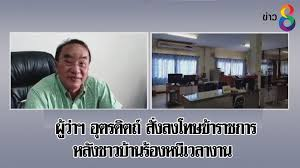 ข่าว
8
ผู้ว่าฯ อุตรดิตถ์ สั่งลงโทษข้าราชการ
หลังชาวบ้านร้องหนีเวลางาน